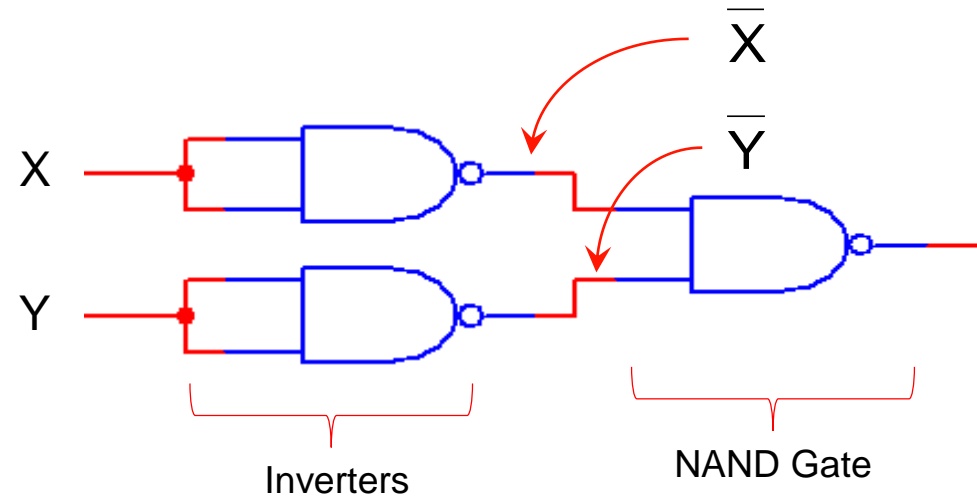 X̅
Y̅
X
Y
Inverters
NAND Gate